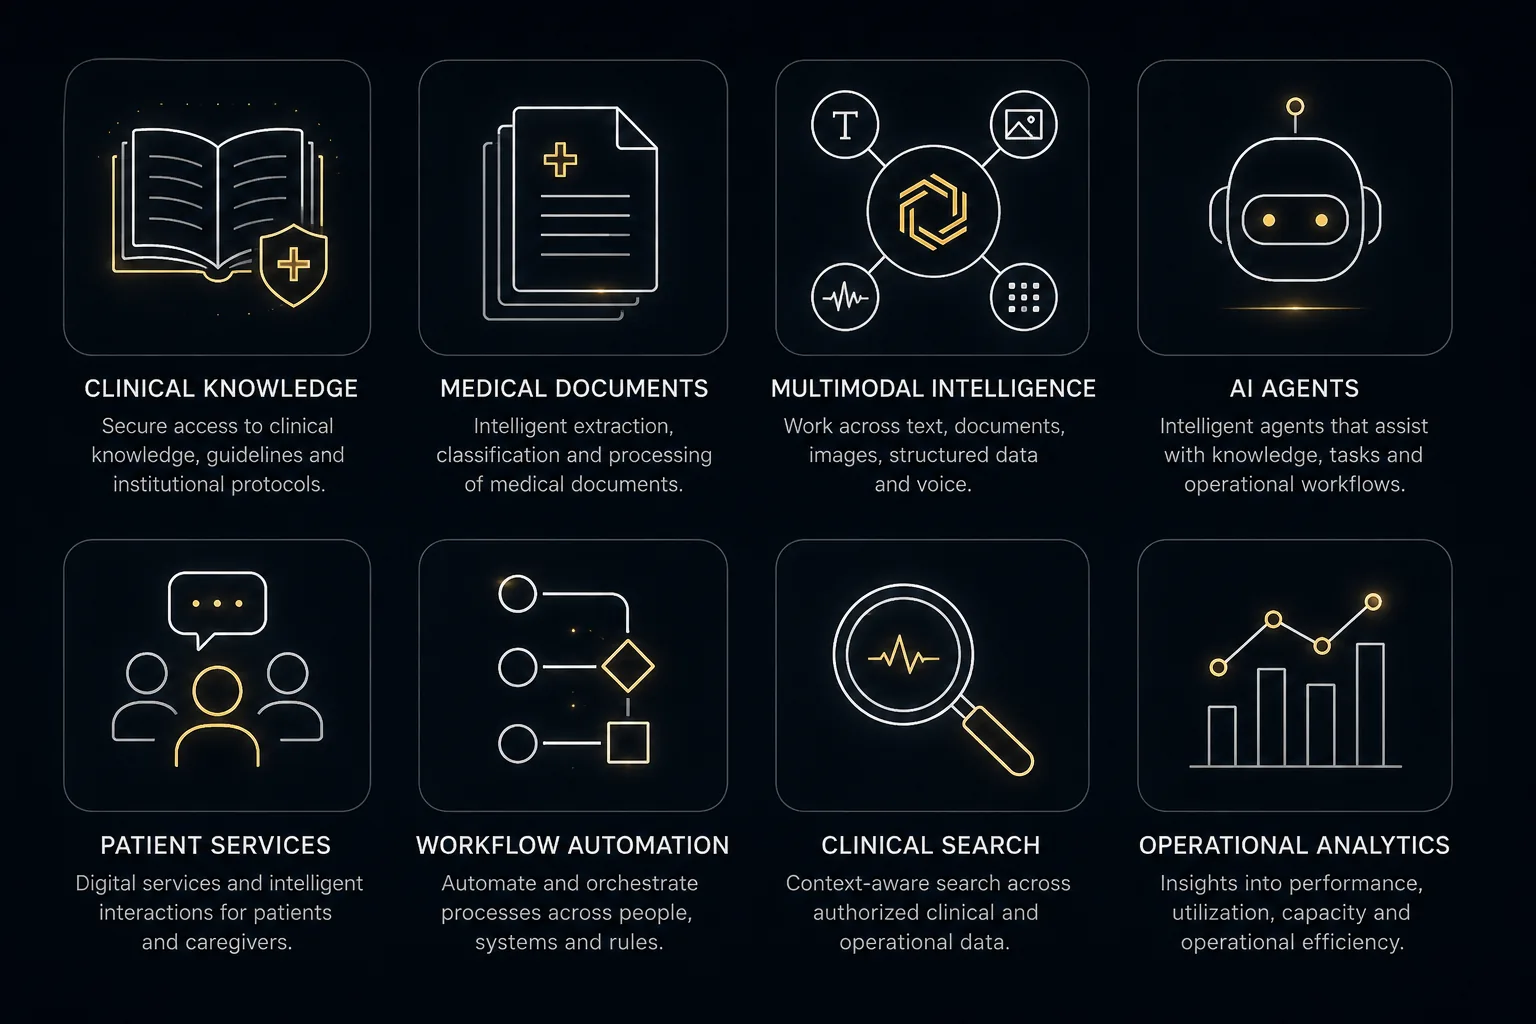 T
CLINICAL KNOWLEDGE
Secure access to clinical
knowledge, guidelines and
institutional protocols.
MEDICAL DOCUMENTS
Intelligent extraction,
classification and processing
of medical documents.
MULTIMODAL INTELLIGENCE
Work across text, documents,
images, structured data
and voice.
AI AGENTS
Intelligent agents that assist
with knowledge, tasks and
operational workflows.
PATIENT SERVICES
Digital services and intelligent
interactions for patients
and caregivers.
WORKFLOW AUTOMATION
Automate and orchestrate
processes across people,
systems and rules.
CLINICAL SEARCH
Context-aware search across
authorized clinical and
operational data.
OPERATIONAL ANALYTICS
Insights into performance,
utilization, capacity and
operational efficiency.